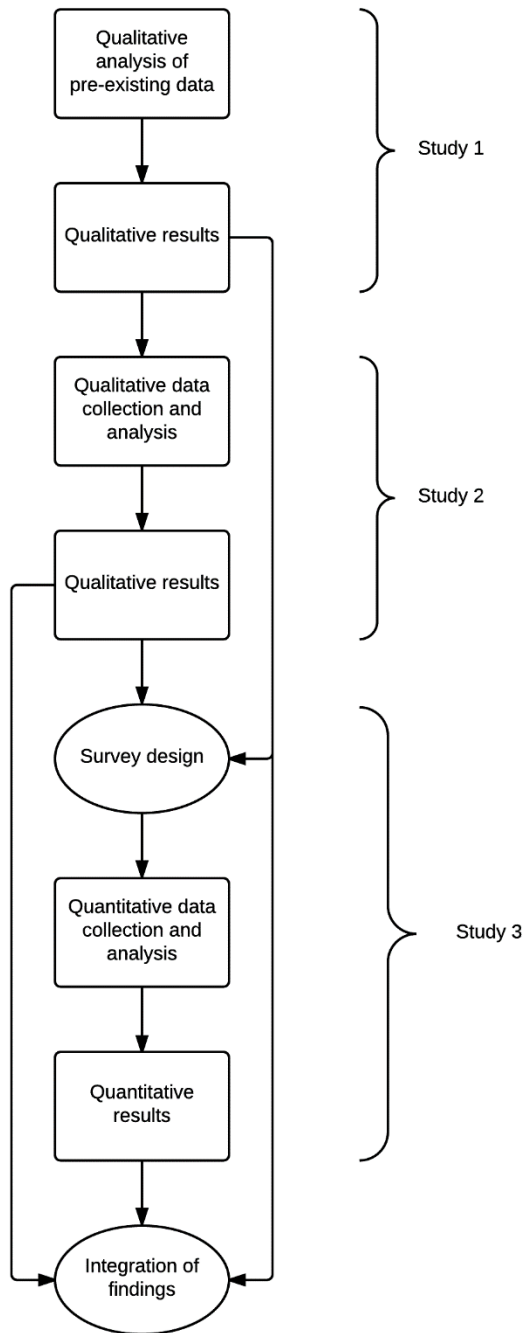 Qualitative
analysis of
pre-existing data
Study 1
Qualitative results
Qualitative data
collection and
analysis
Study 2
Qualitative results
Survey design
Quantitative data
collection and
analysis
Study 3
Quantitative
results
Integration of
findings